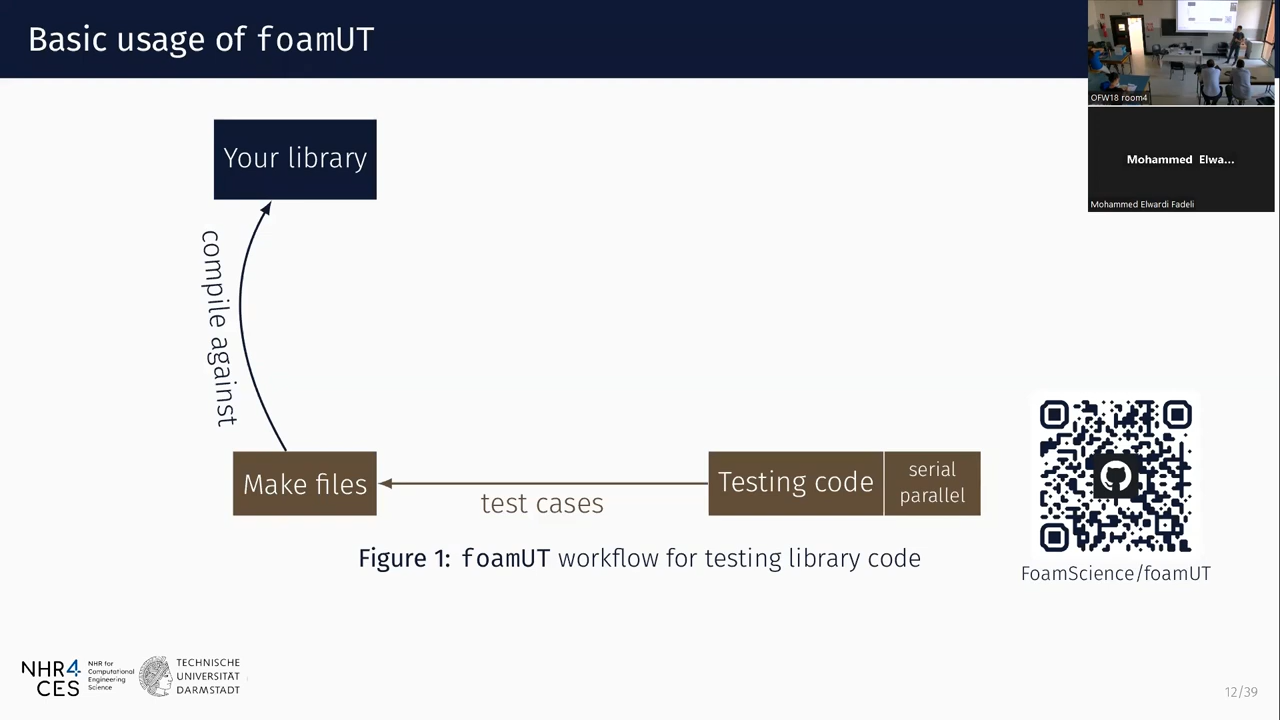 Basic usage of foamUT
OFW18 room4
Mohammed Elwa...
Mohammed Elwardi Fadeli
Your library
compile against
Make files
test cases
Testing code
serial
parallel
Figure 1: foamUT workflow for testing library code
FoamScience/foamUT
NHR4
CES
NHR for
Computational
Engineering
Science
TECHNISCHE
UNIVERSITÄT
DARMSTADT
12/39